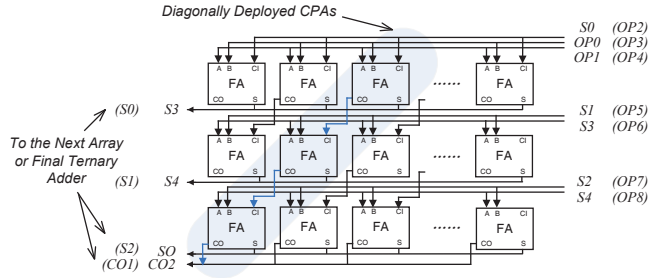 Diagonally Deployed CPAs
S0 (OP2)
OP0 (OP3)
OP1 (OP4)
A B CI A B CI A B CI A B CI
FA FA FA ...... FA
CO S CO S CO S CO S
(S0) S3
S1 (OP5)
S3 (OP6)
To the Next Array
or Final Ternary
Adder
A B CI A B CI A B CI A B CI
FA FA FA ...... FA
CO S CO S CO S CO S
(S1) S4
S2 (OP7)
S4 (OP8)
A B CI A B CI A B CI A B CI
FA FA FA ...... FA
CO S CO S CO S CO S
(S2) SO
(CO1) CO2